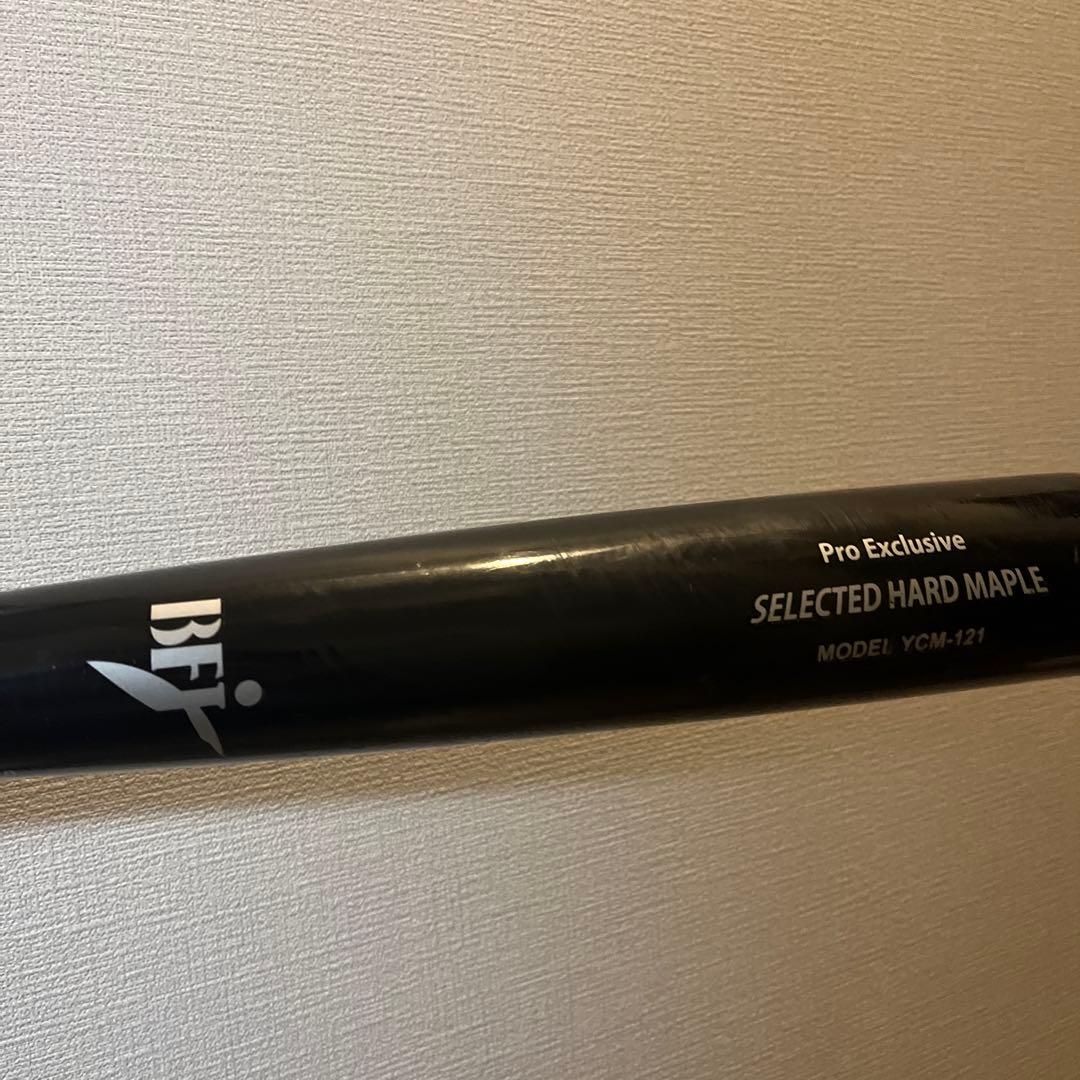 BFJ
Pro Exclusive
SELECTED HARD MAPLE
MODEL YCM-121